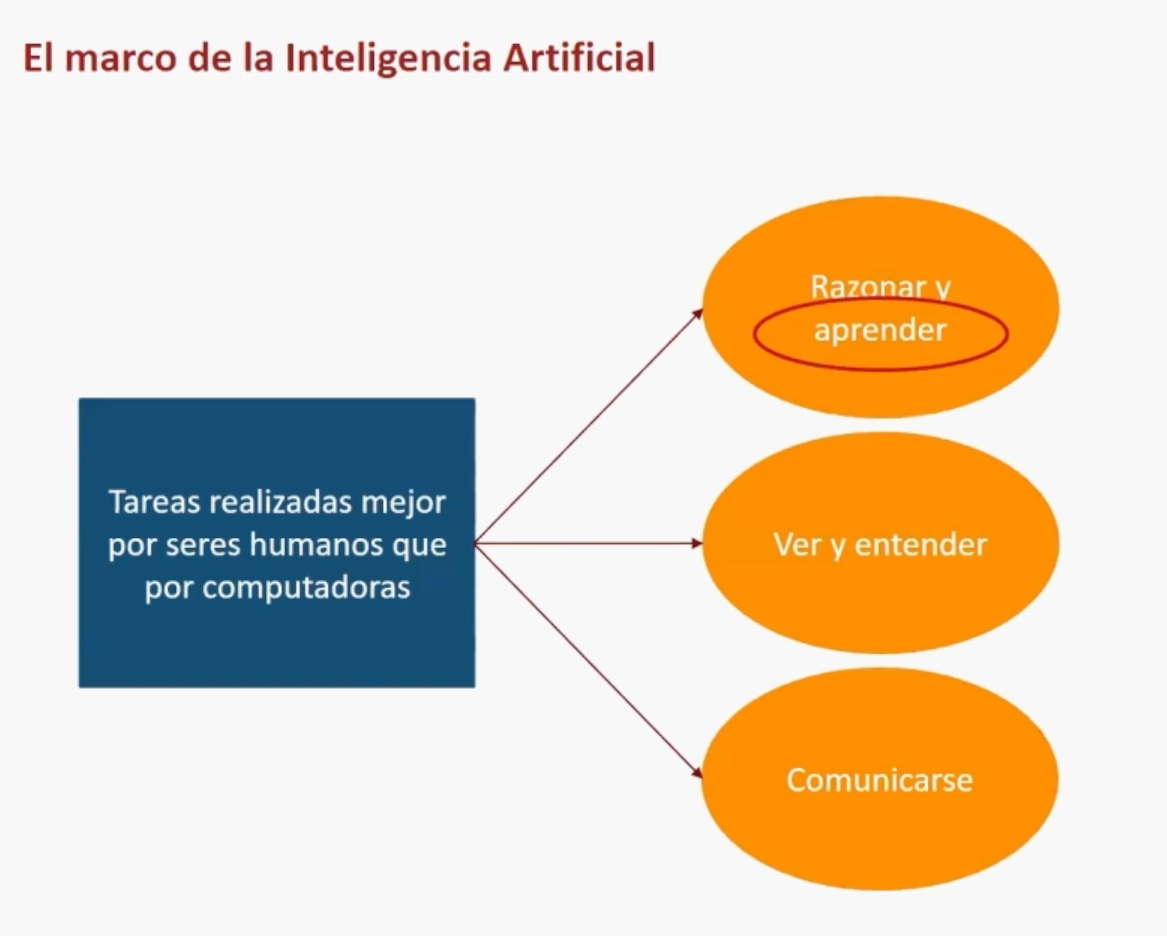 El marco de la Inteligencia Artificial
Tareas realizadas mejor
por seres humanos que
por computadoras
Razonar y
aprender
Ver y entender
Comunicarse